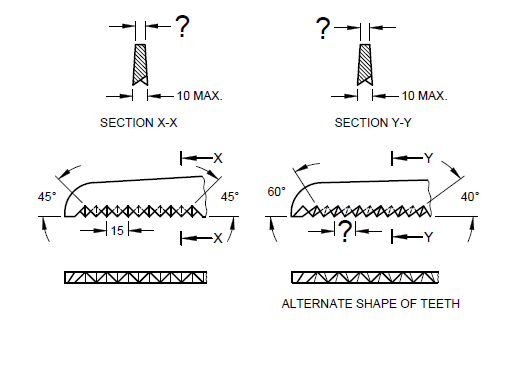 ? ?
10 MAX. 10 MAX.
SECTION X-X SECTION Y-Y
X Y
45° 45° 60° 40°
15 ?
X Y
ALTERNATE SHAPE OF TEETH